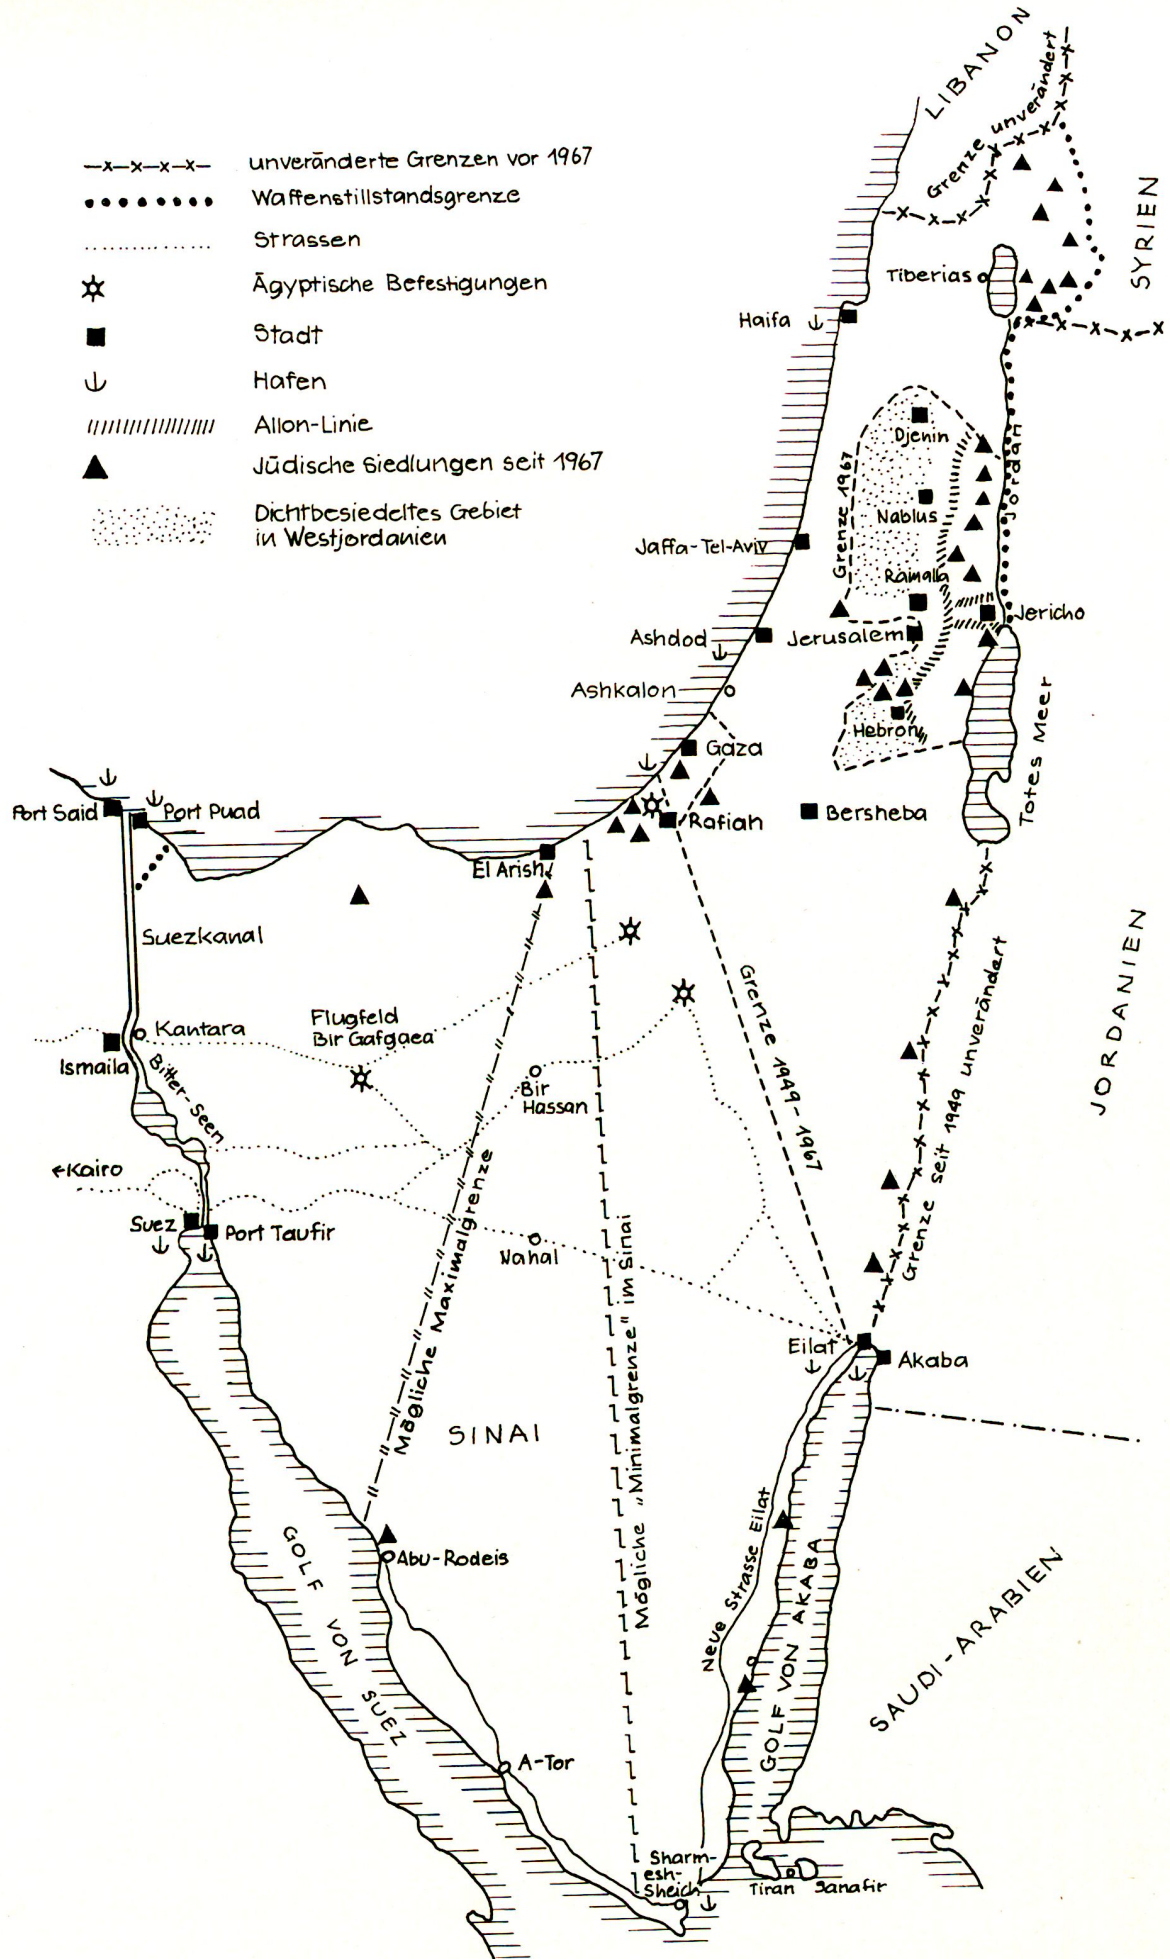 unveränderte Grenzen vor 1967
Waffenstillstandsgrenze
Strassen
Ägyptische Befestigungen
Stadt
Hafen
Allon-Linie
Jüdische Siedlungen seit 1967
Dichtbesiedeltes Gebiet
in Westjordanien
LIBANON
Grenze unverändert
SYRIEN
Tiberias
Haifa
Djenin
Jordan
Grenze 1967
Nablus
Jaffa-Tel-Aviv
Ramalla
Jericho
Ashdod
Jerusalem
Ashkalon
Hebron
Totes Meer
Gaza
Port Said
Port Puad
Rafiah
Bersheba
El Arish
Suezkanal
JORDANIEN
Grenze 1949-1967
Grenze seit 1949 unverändert
Flugfeld
Bir Gafgaea
Kantara
Ismaila
Bitter-Seen
Bir
Hassan
←Kairo
Suez
Port Taufir
Nahal
Mögliche Maximalgrenze
Mögliche „Minimalgrenze" im Sinai
Eilat
Akaba
SINAI
Neue Strasse Eilat
GOLF VON SUEZ
Abu-Rodeis
GOLF VON AKABA
SAUDI-ARABIEN
A-Tor
Sharm-
esh-
Sheich
Tiran
Sanafir